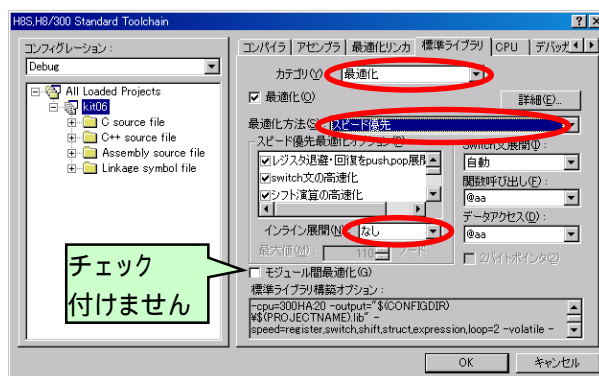 H8S,H8/300 Standard Toolchain
コンフィグレーション :
Debug
All Loaded Projects
kit06
C source file
C++ source file
Assembly source file
Linkage symbol file
コンパイラ アセンブラ 最適化リンカ 標準ライブラリ CPU デバッガ
カテゴリ(Y) :
最適化
最適化(O)
詳細(E)...
最適化方法(S) :
スピード優先
スピード優先最適化オプション(P)
レジスタ退避・回復をpush,pop展開
switch文の高速化
シフト演算の高速化
インライン展開(N) :
なし
最大値(M) :
110
ノード
Switch文展開(I) :
自動
関数呼び出し(F) :
@aa
データアクセス(D) :
@aa
2バイトポインタ(2)
モジュール間最適化(G)
標準ライブラリ構築オプション :
-cpu=300HA:20 -output="$(CONFIGDIR)
¥$(PROJECTNAME).lib" -
speed=register,switch,shift,struct,expression,loop=2 -volatile -
チェック
付けません
OK
キャンセル